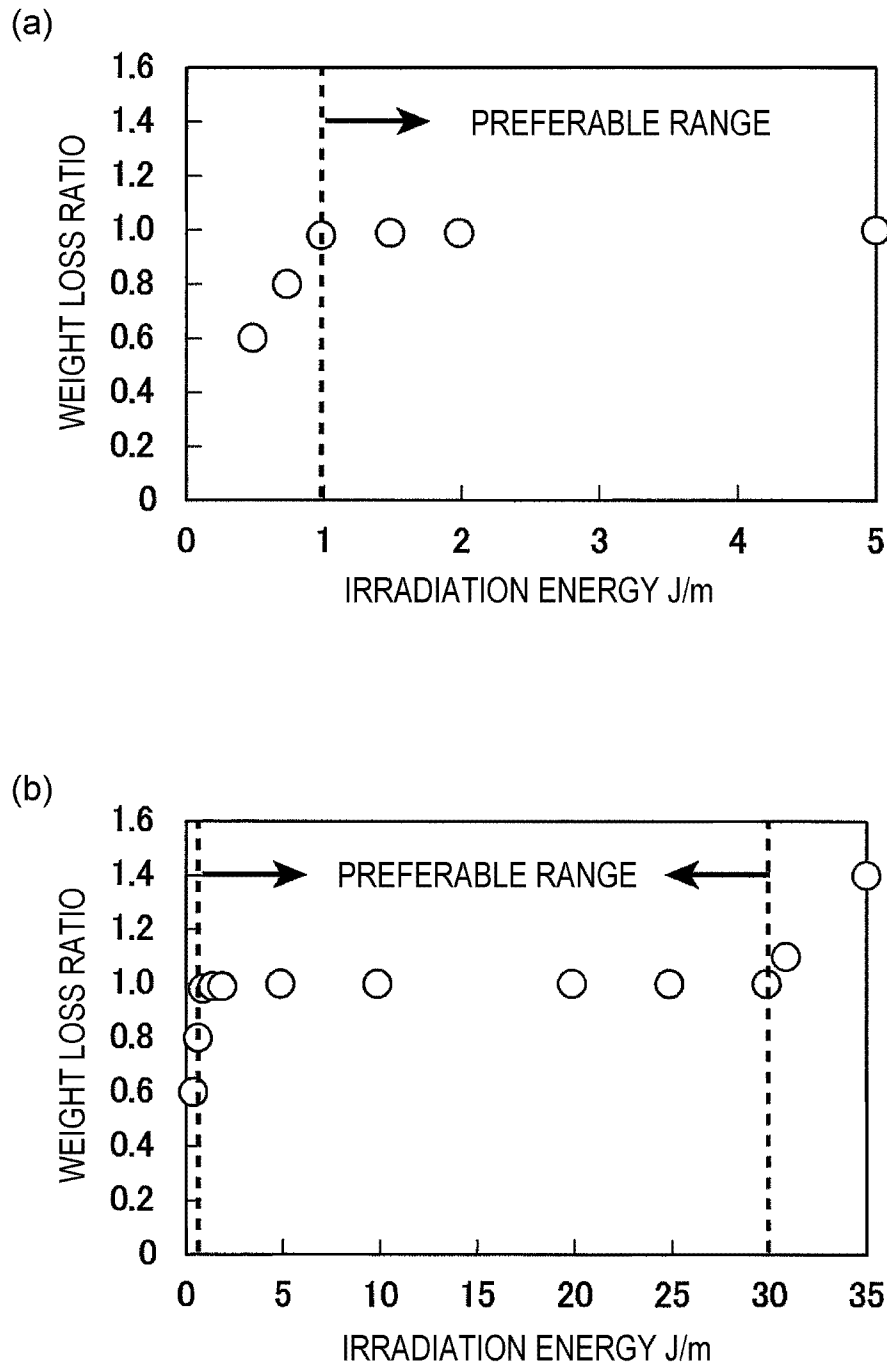 (a)
WEIGHT LOSS RATIO
1.6
1.4
1.2
1.0
0.8
0.6
0.4
0.2
0
PREFERABLE RANGE
0 1 2 3 4 5
IRRADIATION ENERGY J/m
(b)
WEIGHT LOSS RATIO
1.6
1.4
1.2
1.0
0.8
0.6
0.4
0.2
0
PREFERABLE RANGE
0 5 10 15 20 25 30 35
IRRADIATION ENERGY J/m